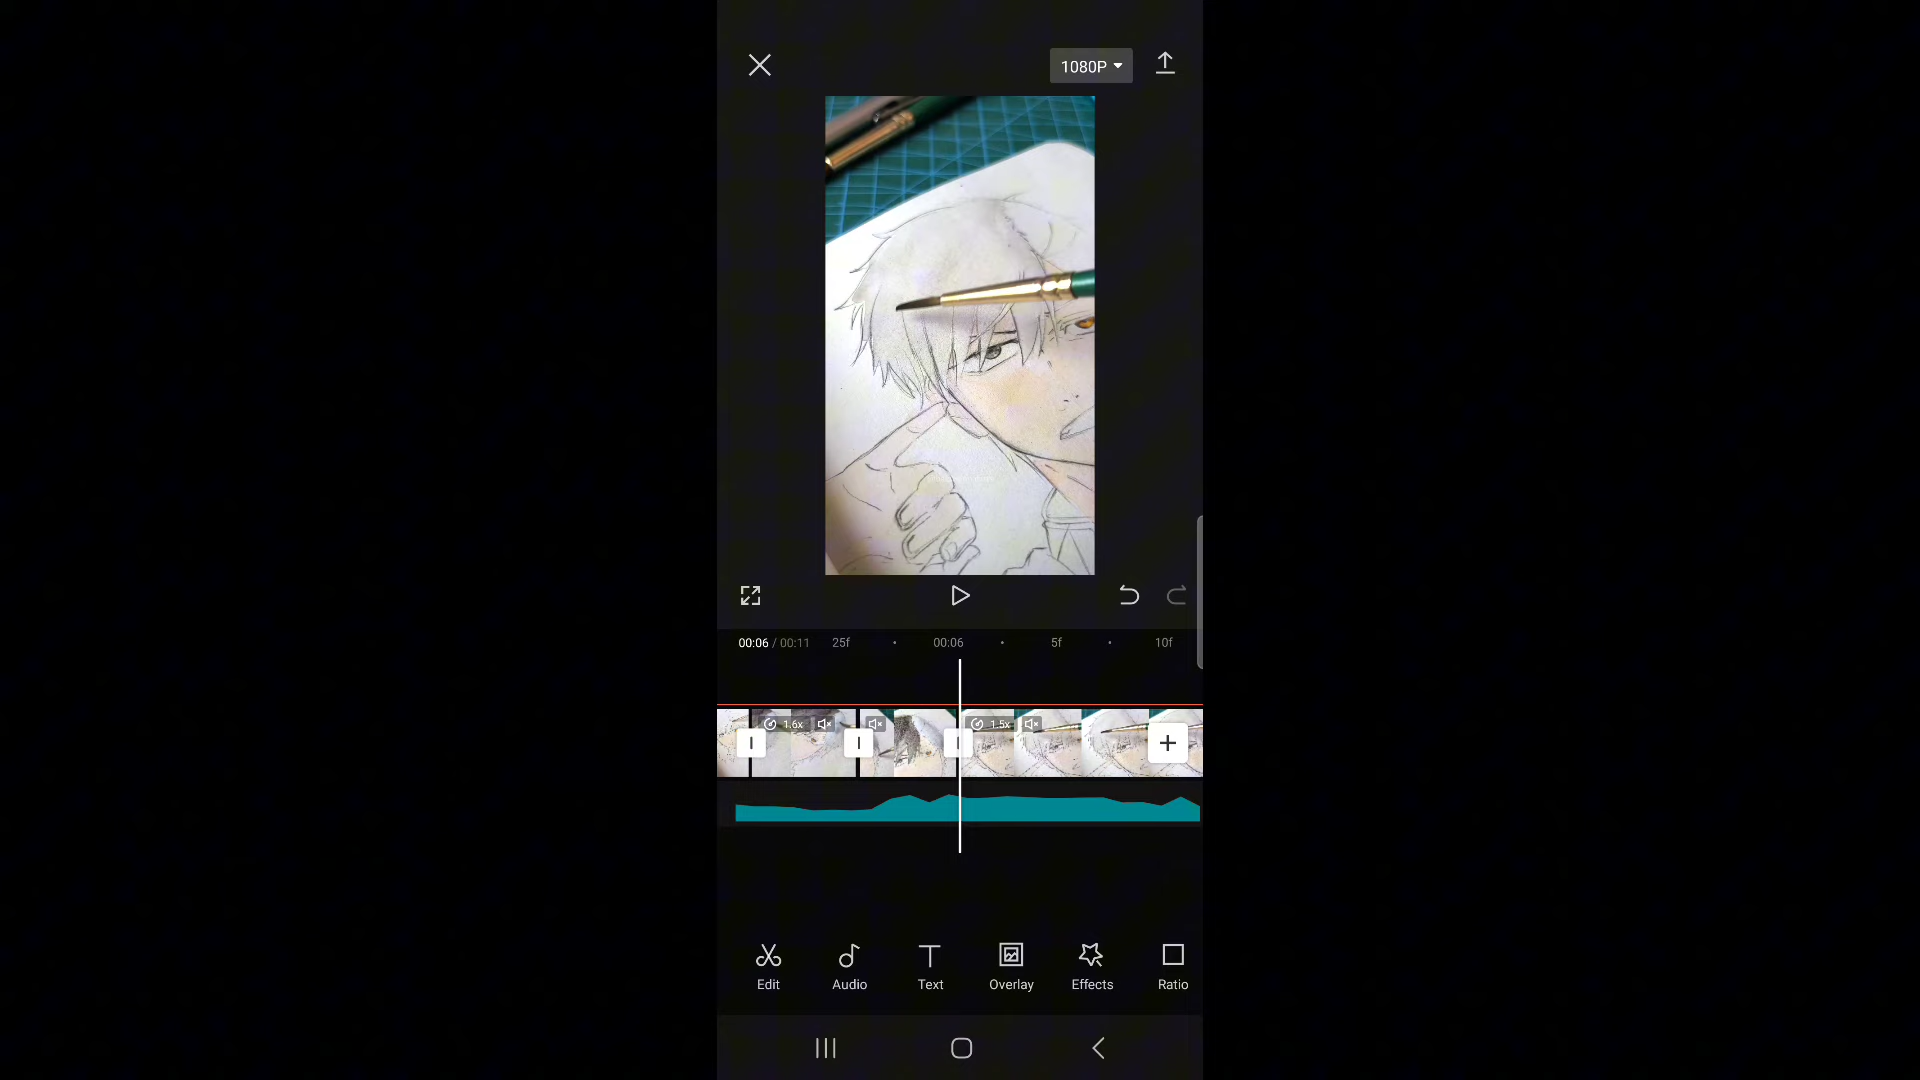 1080P
00:06 / 00:11 25f 00:06 5f 10f
1.6x 1.5x
Edit Audio Text Overlay Effects Ratio